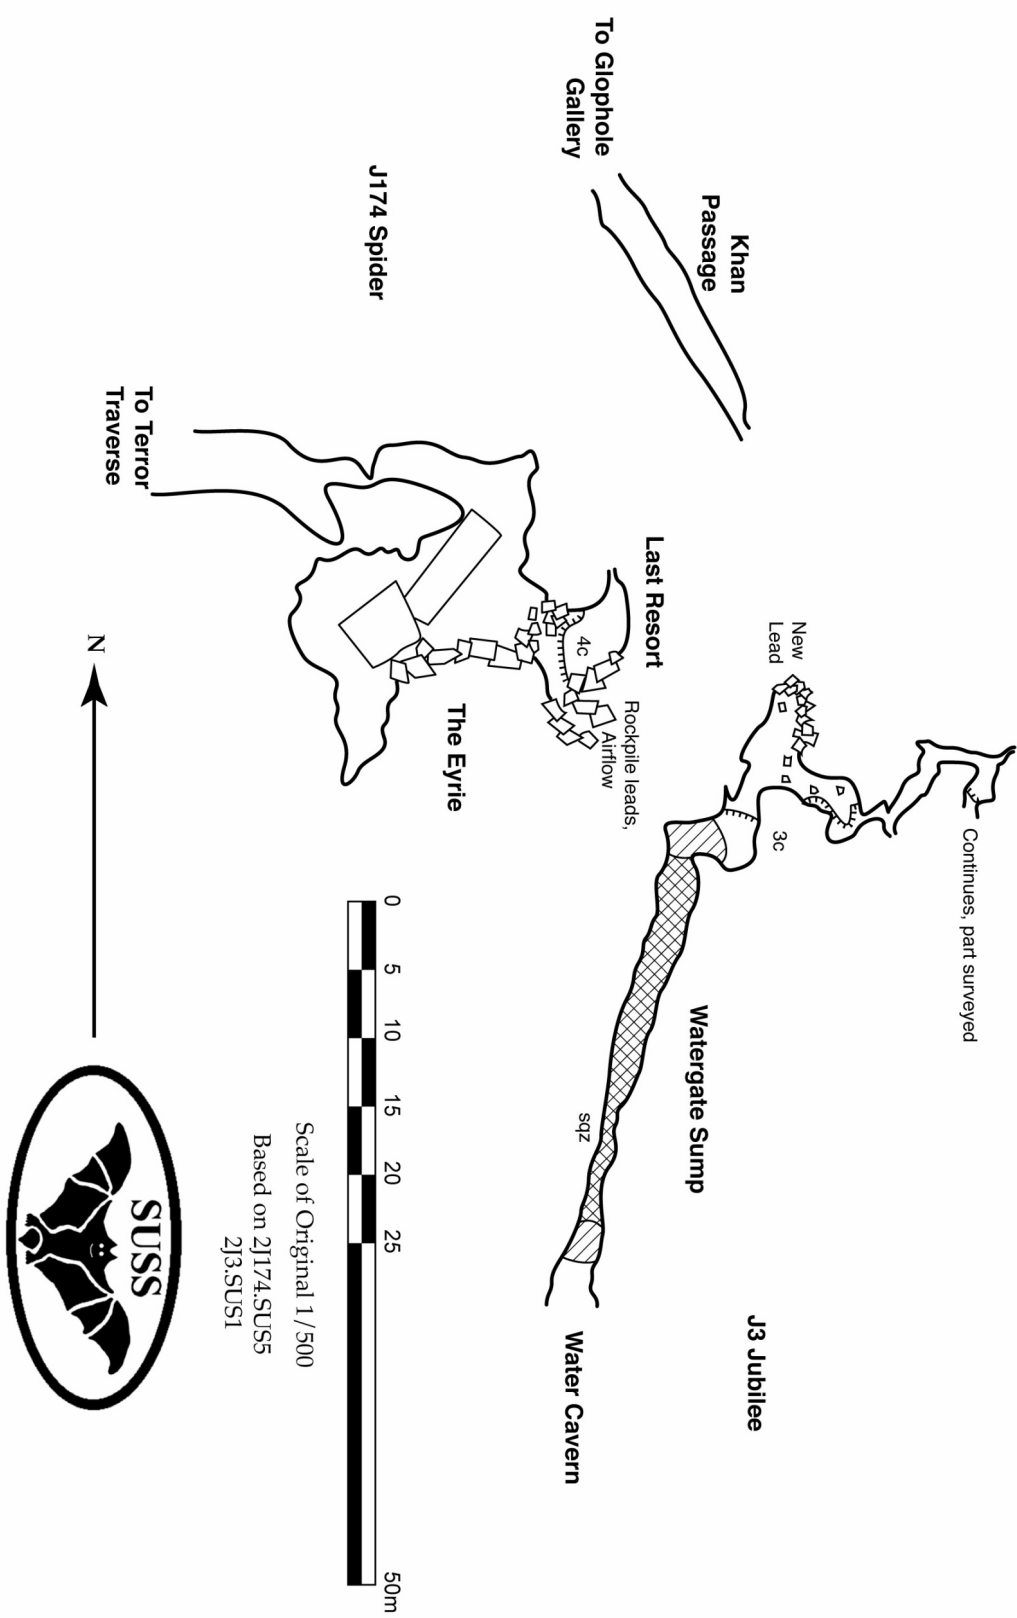 To Glophole
Gallery
Khan
Passage
J174 Spider
To Terror
Traverse
Last Resort
4c
Rockpile leads,
Airflow
The Eyrie
New
Lead
3c
Continues, part surveyed
Watergate Sump
sqz
J3 Jubilee
Water Cavern
N
0 5 10 15 20 25 50m
Scale of Original 1/500
Based on 2J174.SUS5
2J3.SUS1
SUSS